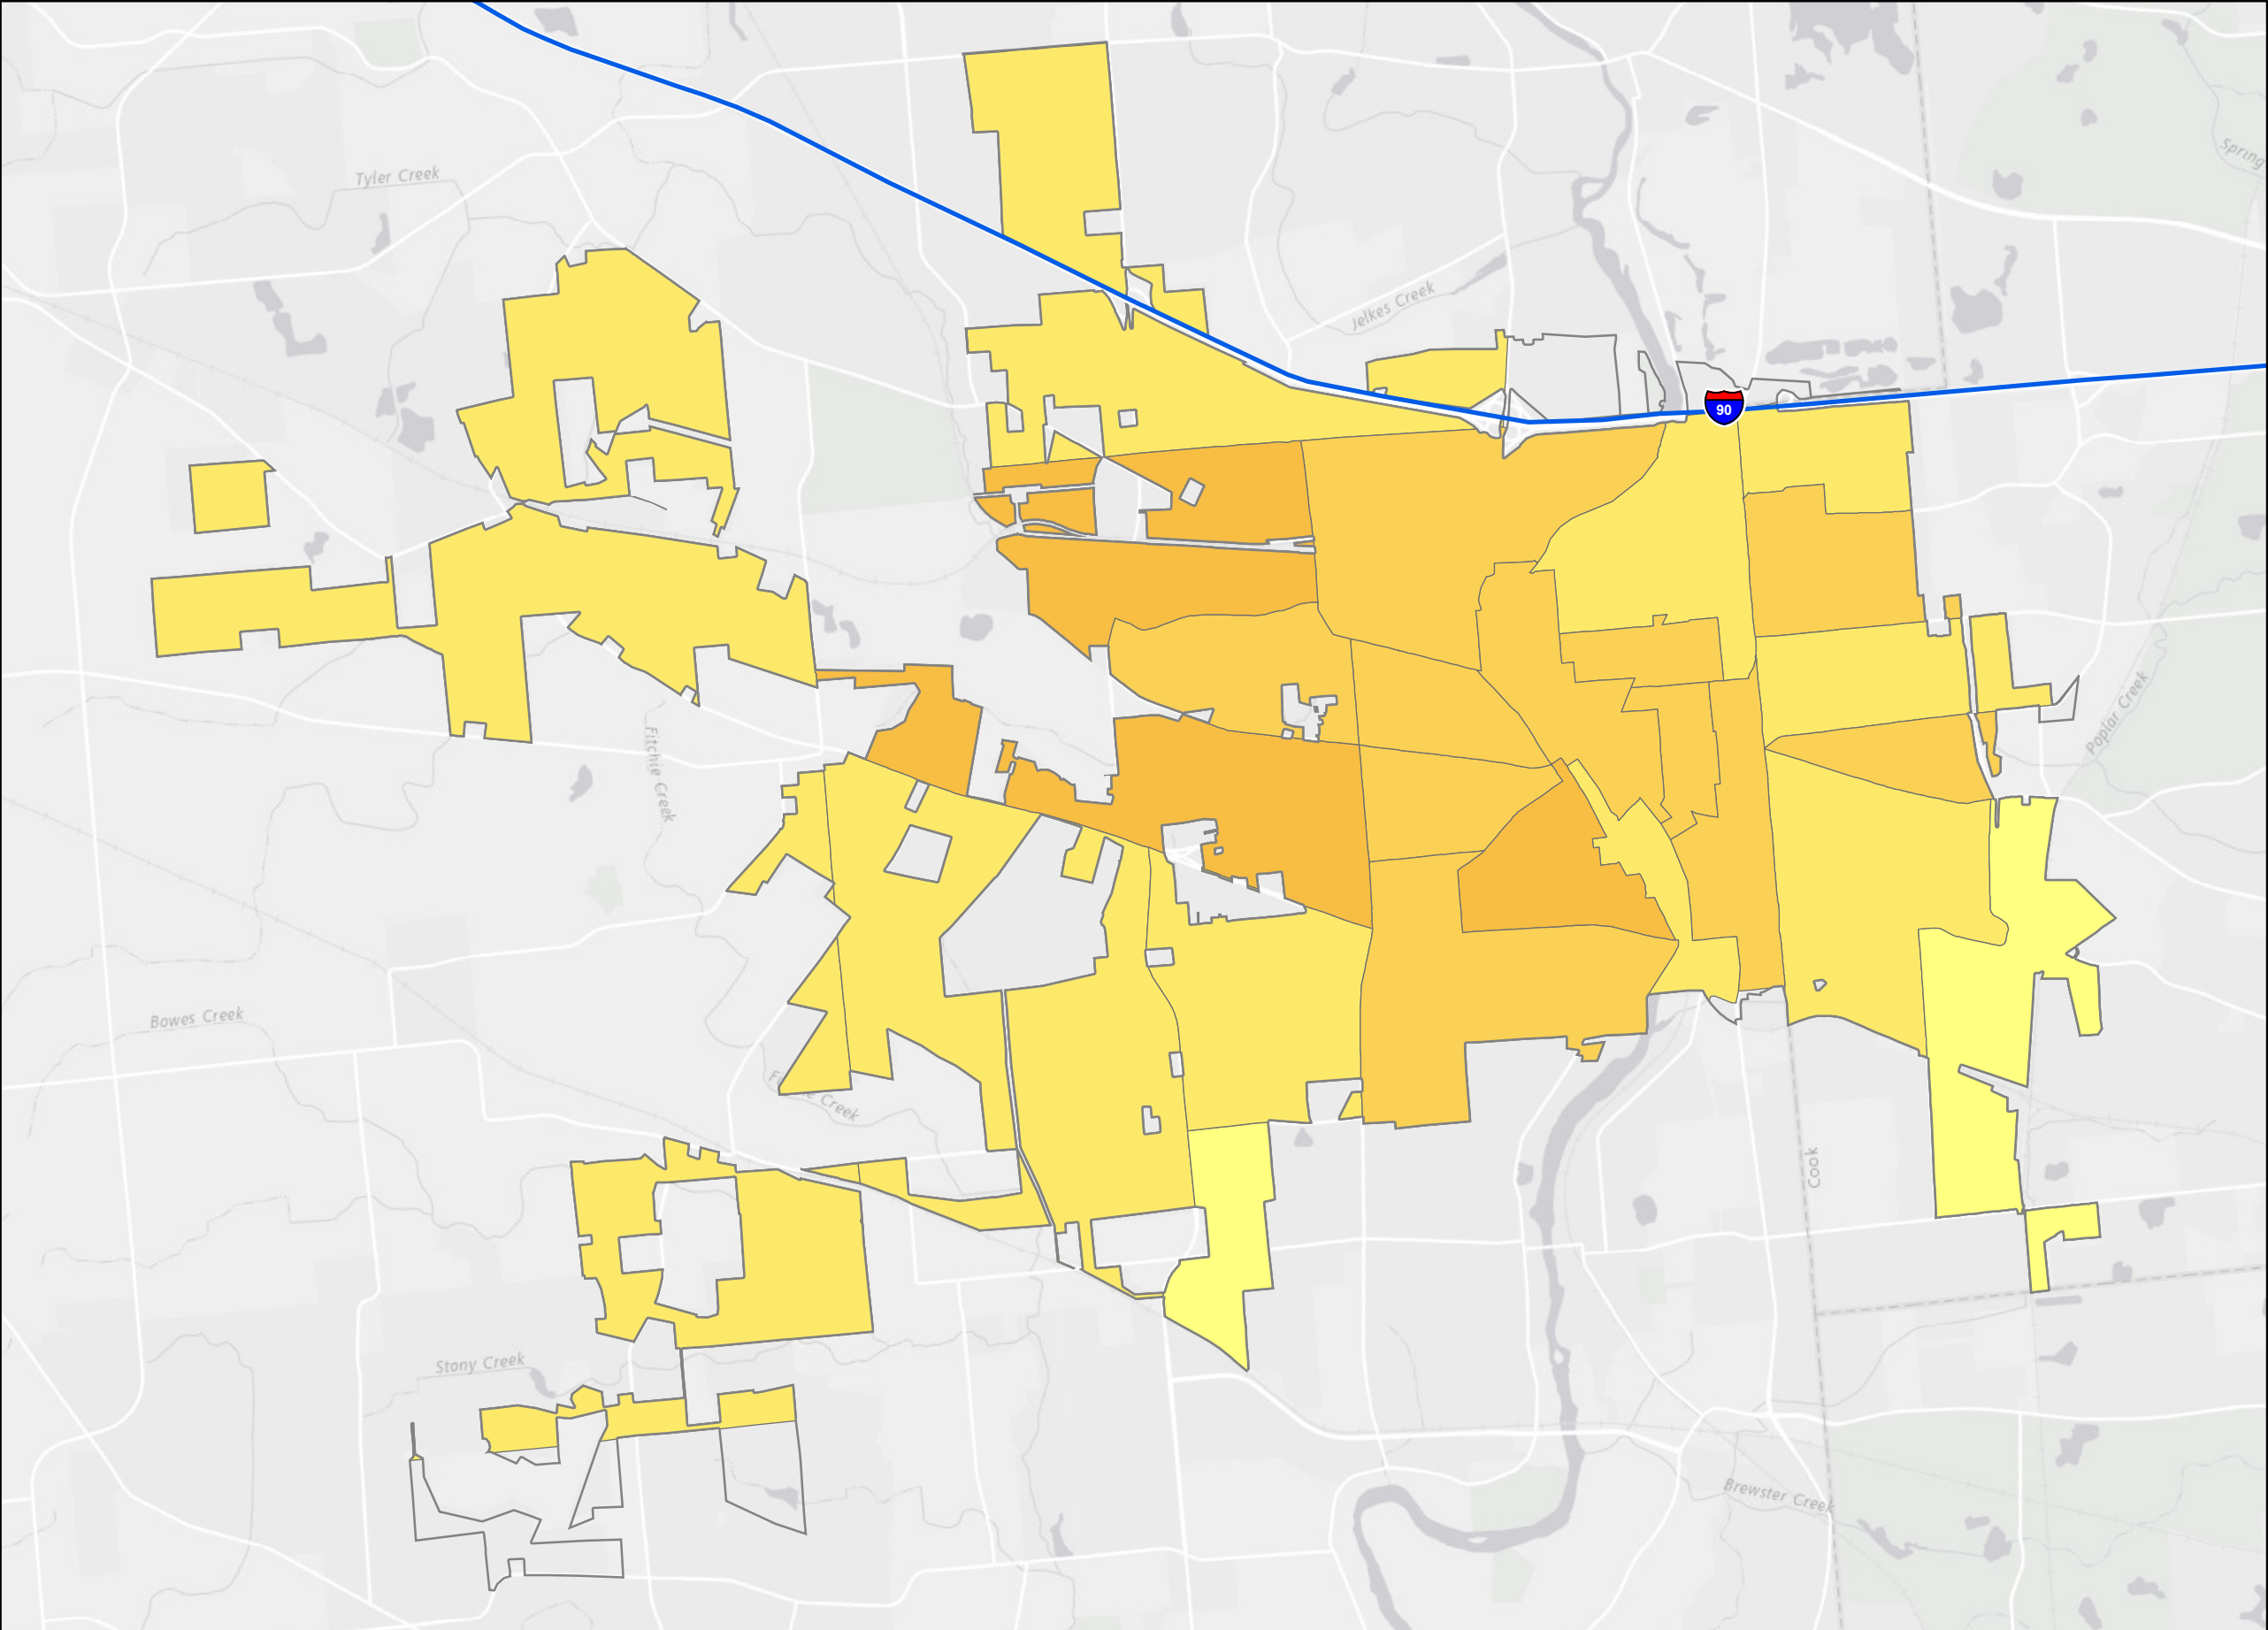 Tyler Creek
Spring
Jelkes Creek
90
Poplar Creek
Fitchie Creek
Bowes Creek
Creek
Cook
Stony Creek
Brewster Creek